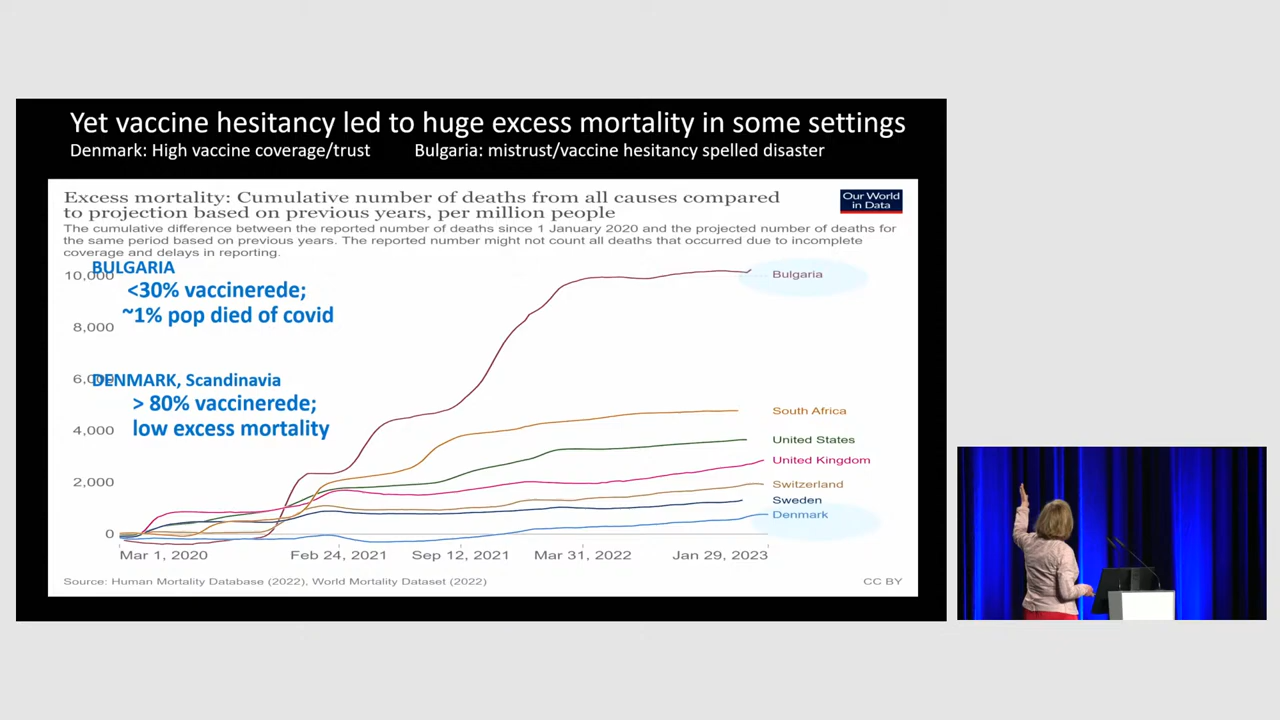 Yet vaccine hesitancy led to huge excess mortality in some settings
Denmark: High vaccine coverage/trust Bulgaria: mistrust/vaccine hesitancy spelled disaster
Excess mortality: Cumulative number of deaths from all causes compared
to projection based on previous years, per million people
Our World
in Data
The cumulative difference between the reported number of deaths since 1 January 2020 and the projected number of deaths for
the same period based on previous years. The reported number might not count all deaths that occurred due to incomplete
coverage and delays in reporting.
BULGARIA
10,000
<30% vaccinerede;
~1% pop died of covid
8,000
6,000
DENMARK, Scandinavia
> 80% vaccinerede;
low excess mortality
4,000
2,000
0
Bulgaria
South Africa
United States
United Kingdom
Switzerland
Sweden
Denmark
Mar 1, 2020 Feb 24, 2021 Sep 12, 2021 Mar 31, 2022 Jan 29, 2023
Source: Human Mortality Database (2022), World Mortality Dataset (2022)
CC BY